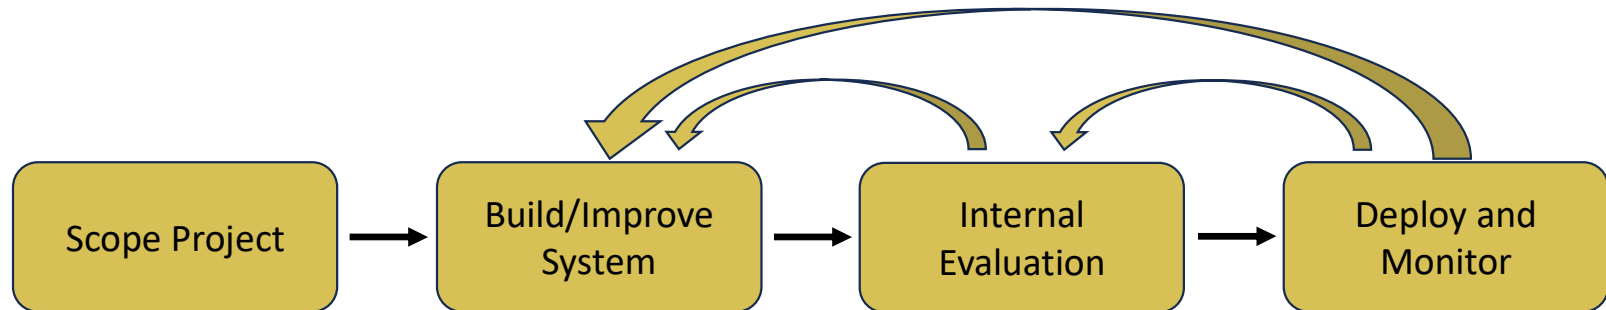 Scope Project
Build/Improve
System
Internal
Evaluation
Deploy and
Monitor